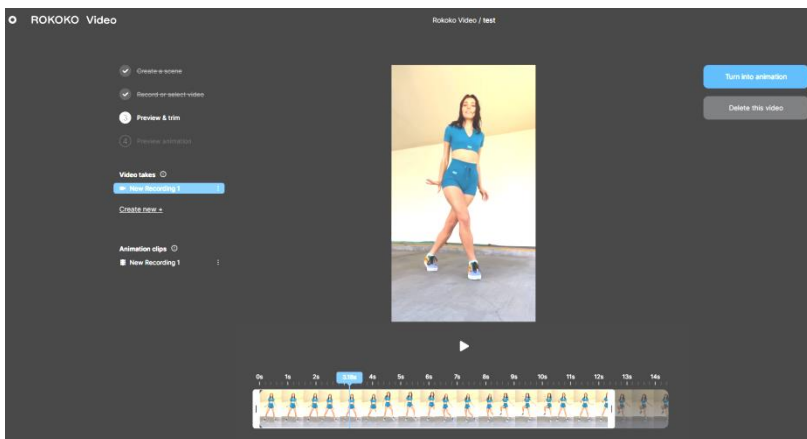 ROKOKO Video
Rokoko Video / test
Create a scene
Record or select video
3 Preview & trim
4 Preview animation
Turn into animation
Delete this video
Video takes
New Recording 1
Create new +
Animation clips
New Recording 1
0s 1s 2s 4s 5s 6s 7s 8s 9s 10s 11s 12s 13s 14s